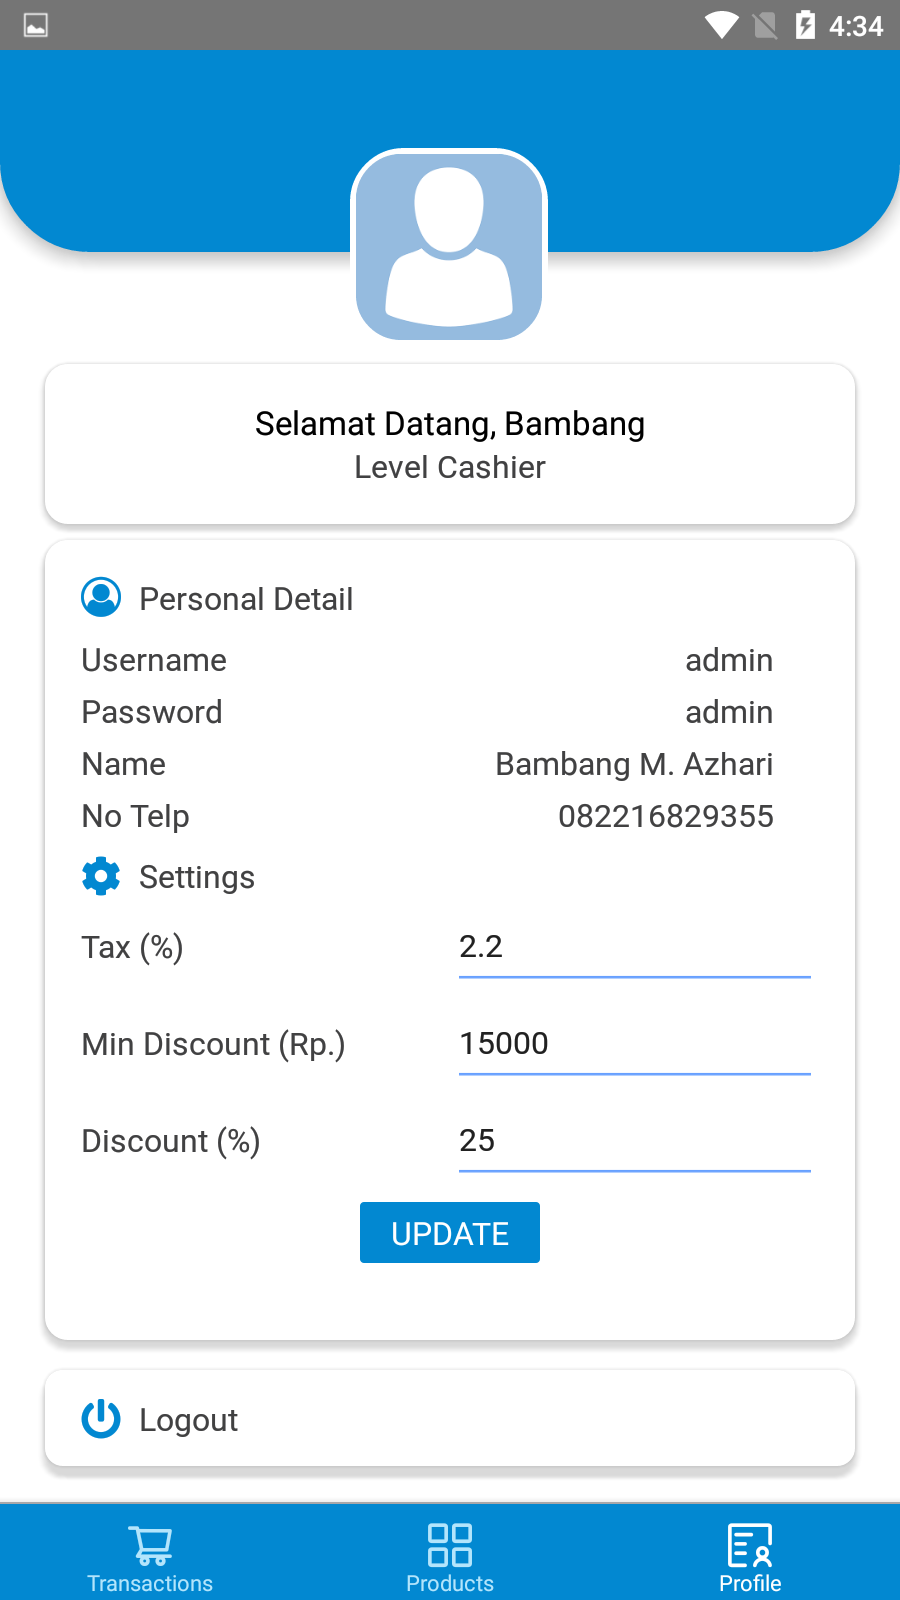 4:34
Selamat Datang, Bambang
Level Cashier
Personal Detail
Username admin
Password admin
Name Bambang M. Azhari
No Telp 082216829355
Settings
Tax (%) 2.2
Min Discount (Rp.) 15000
Discount (%) 25
UPDATE
Logout
Transactions Products Profile